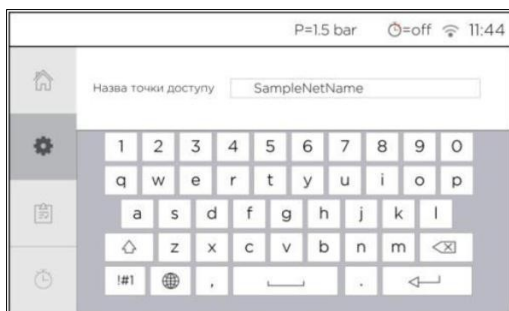 P=1.5 bar =off 11:44
Назва точки доступу SampleNetName
1 2 3 4 5 6 7 8 9 0
q w e r t y u i o p
a s d f g h j k l
z x c v b n m
!#1 , .